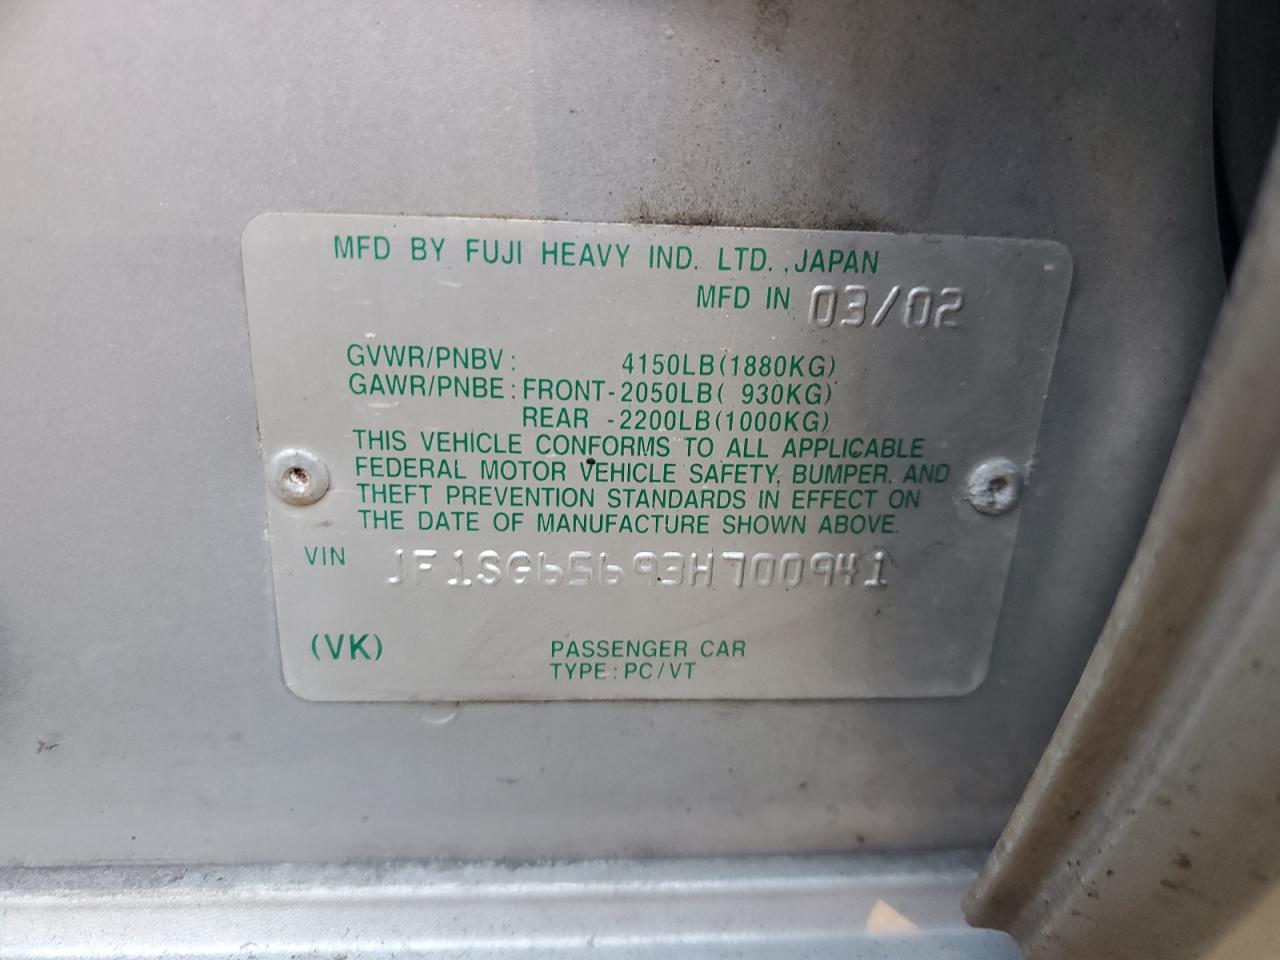 MFD BY FUJI HEAVY IND. LTD., JAPAN
MFD IN 03/02
GVWR/PNBV: 4150LB(1880KG)
GAWR/PNBE: FRONT-2050LB( 930KG)
REAR -2200LB(1000KG)
THIS VEHICLE CONFORMS TO ALL APPLICABLE
FEDERAL MOTOR VEHICLE SAFETY, BUMPER, AND
THEFT PREVENTION STANDARDS IN EFFECT ON
THE DATE OF MANUFACTURE SHOWN ABOVE.
VIN JF1SG65693H700941
(VK) PASSENGER CAR
TYPE: PC/VT